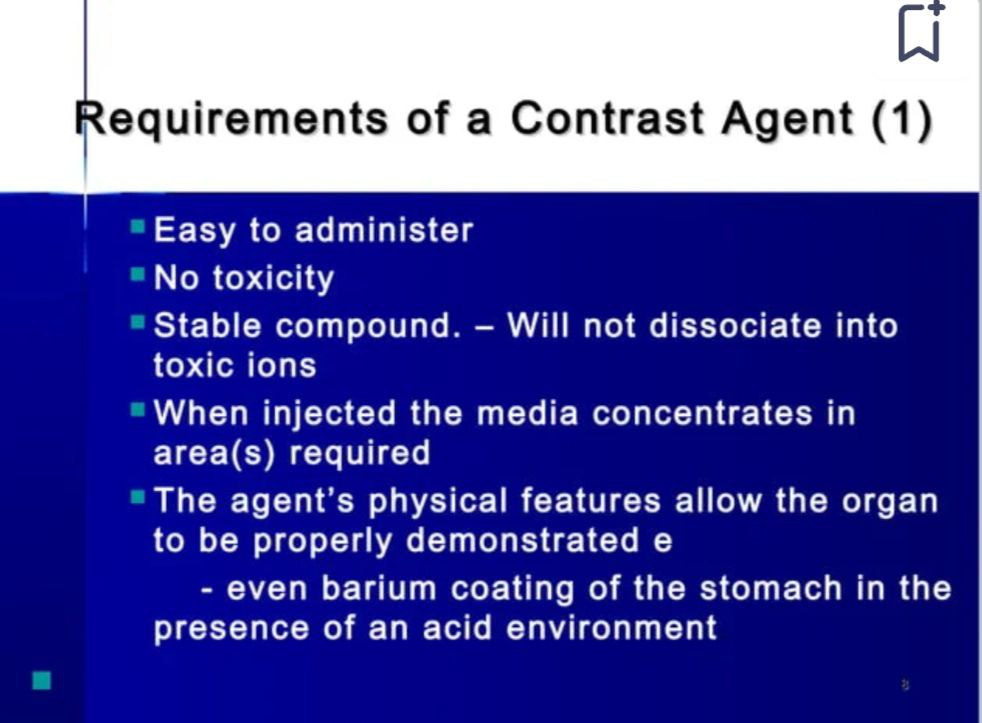 Requirements of a Contrast Agent (1)
Easy to administer
No toxicity
Stable compound. – Will not dissociate into
toxic ions
When injected the media concentrates in
area(s) required
The agent’s physical features allow the organ
to be properly demonstrated e
- even barium coating of the stomach in the
presence of an acid environment